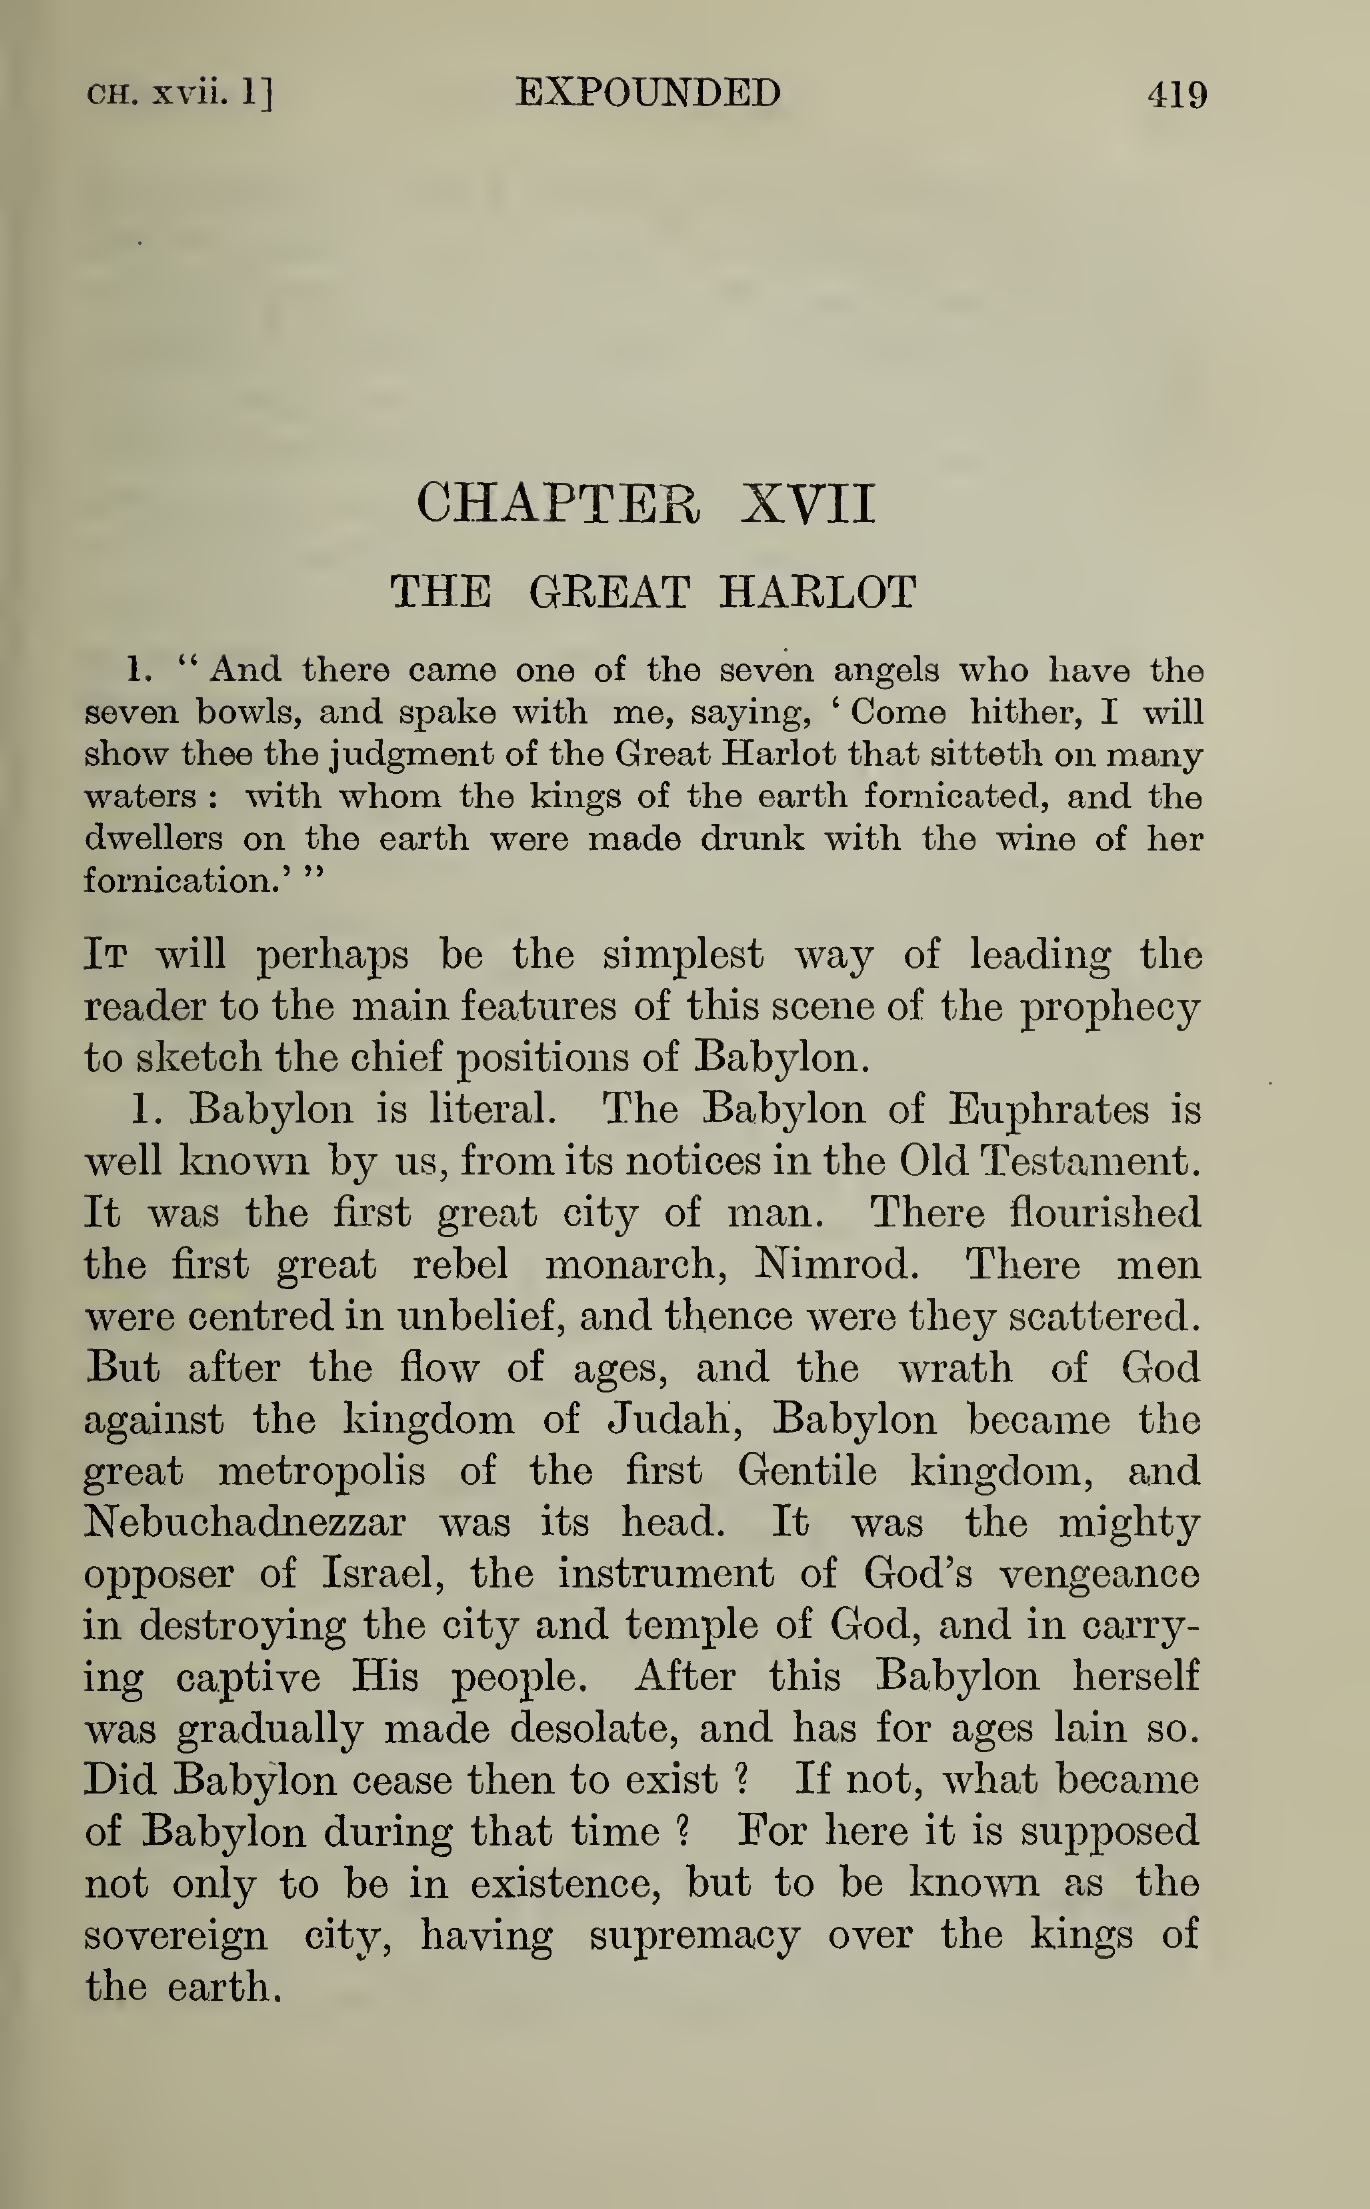 CH. xvii. 1] EXPOUNDED 419
CHAPTER XVII
THE GREAT HARLOT
1. “ And there came one of the seven angels who have the
seven bowls, and spake with me, saying, ‘ Come hither, I will
show thee the judgment of the Great Harlot that sitteth on many
waters : with whom the kings of the earth fornicated, and the
dwellers on the earth were made drunk with the wine of her
fornication.’ ”
IT will perhaps be the simplest way of leading the
reader to the main features of this scene of the prophecy
to sketch the chief positions of Babylon.
1. Babylon is literal. The Babylon of Euphrates is
well known by us, from its notices in the Old Testament.
It was the first great city of man. There flourished
the first great rebel monarch, Nimrod. There men
were centred in unbelief, and thence were they scattered.
But after the flow of ages, and the wrath of God
against the kingdom of Judah, Babylon became the
great metropolis of the first Gentile kingdom, and
Nebuchadnezzar was its head. It was the mighty
opposer of Israel, the instrument of God’s vengeance
in destroying the city and temple of God, and in carry-
ing captive His people. After this Babylon herself
was gradually made desolate, and has for ages lain so.
Did Babylon cease then to exist ? If not, what became
of Babylon during that time ? For here it is supposed
not only to be in existence, but to be known as the
sovereign city, having supremacy over the kings of
the earth.